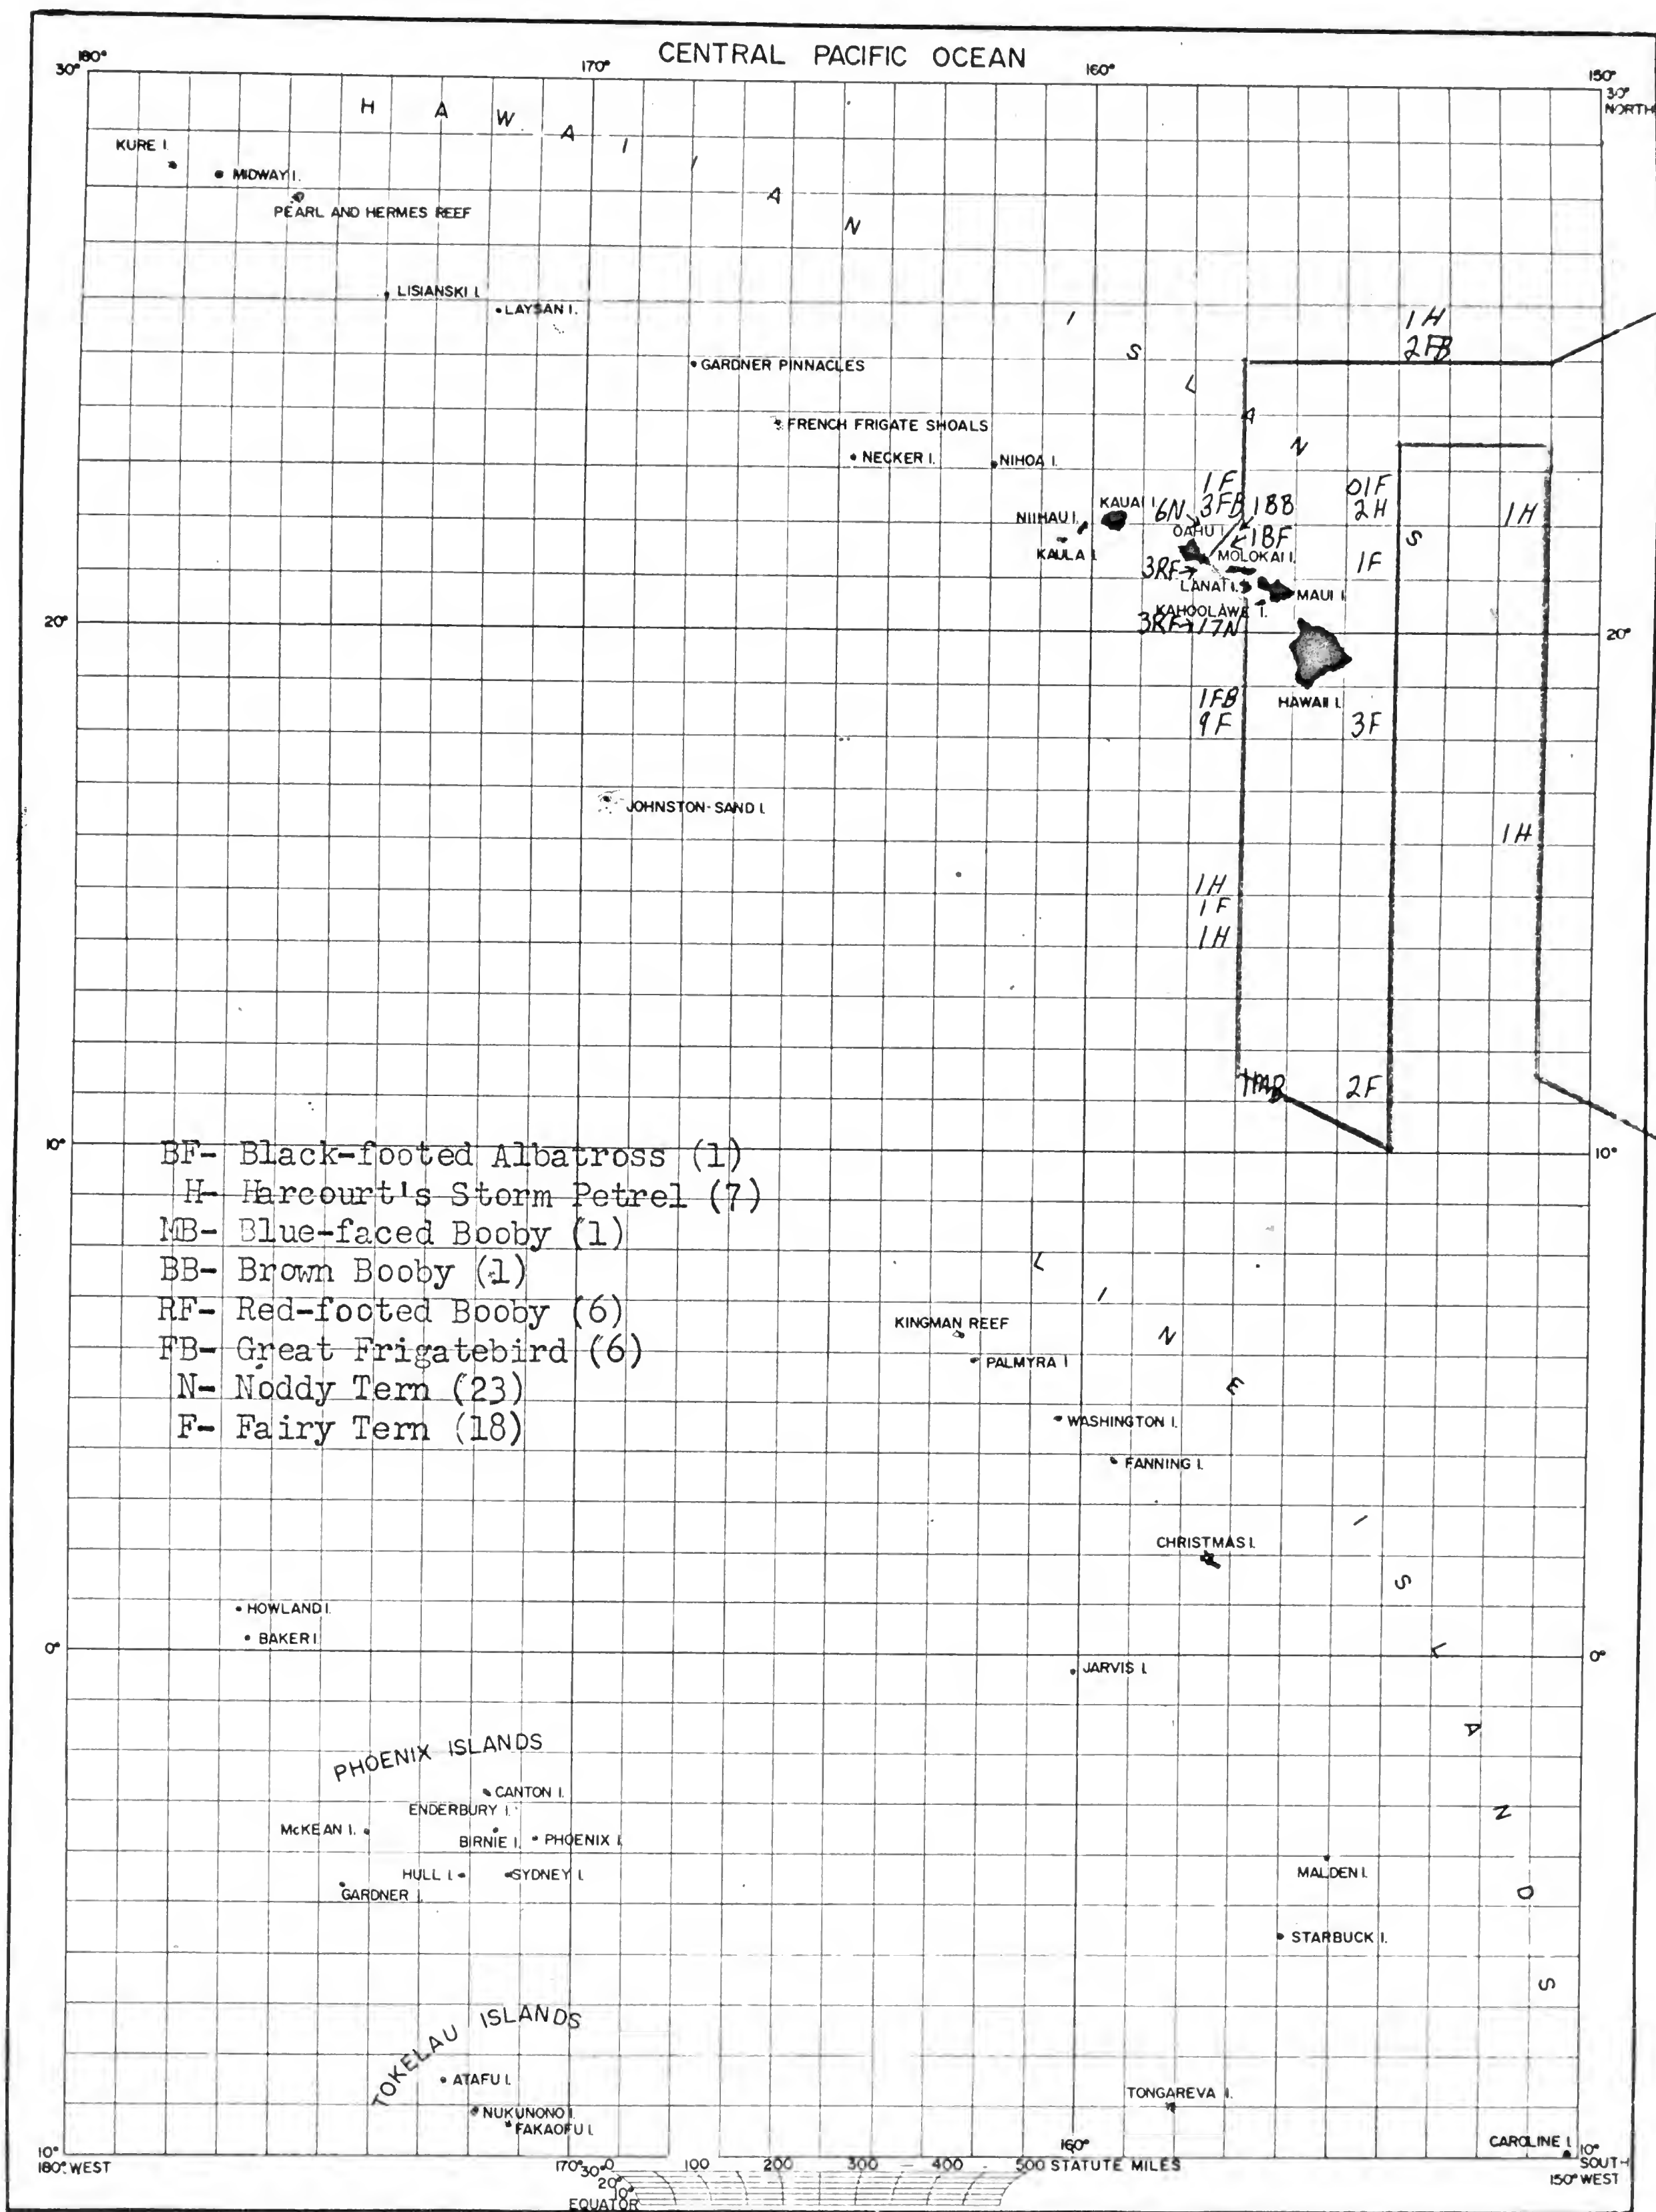 CENTRAL PACIFIC OCEAN
180° 170° 160° 150°
30° 30°
NORTH
HAWAIIAN ISLANDS
KURE I.
MIDWAY I.
PEARL AND HERMES REEF
LISIANSKI I.
LAYSAN I.
1H
2FB
GARDNER PINNACLES
FRENCH FRIGATE SHOALS
NECKER I.
NIHOA I.
1F
01F
KAUAI I.
6N
3FB
1BB
2H
1H
NIIHAU I.
OAHU I.
1BF
KAULA I.
MOLOKAI I.
1F
3RF
LANAI I.
MAUI I.
KAHOOLAWE I.
3RF
17N
20° 20°
HAWAII I.
1FB
9F
3F
JOHNSTON-SAND I.
1H
1H
1F
1H
1MB
2F
10° 10°
BF- Black-footed Albatross (1)
H- Harcourt's Storm Petrel (7)
MB- Blue-faced Booby (1)
BB- Brown Booby (1)
RF- Red-footed Booby (6)
FB- Great Frigatebird (6)
N- Noddy Tern (23)
F- Fairy Tern (18)
LINE ISLANDS
KINGMAN REEF
PALMYRA I.
WASHINGTON I.
FANNING I.
CHRISTMAS I.
HOWLAND I.
BAKER I.
0° 0°
JARVIS I.
PHOENIX ISLANDS
CANTON I.
ENDERBURY I.
McKEAN I.
BIRNIE I.
PHOENIX I.
HULL I.
SYDNEY I.
GARDNER I.
MALDEN I.
STARBUCK I.
TOKELAU ISLANDS
ATAFU I.
NUKUNONO I.
FAKAOFU I.
TONGAREVA I.
CAROLINE I.
10° 160° 10°
180° WEST 170° SOUTH
150° WEST
30° 0 100 200 300 400 500 STATUTE MILES
20°
10°
EQUATOR